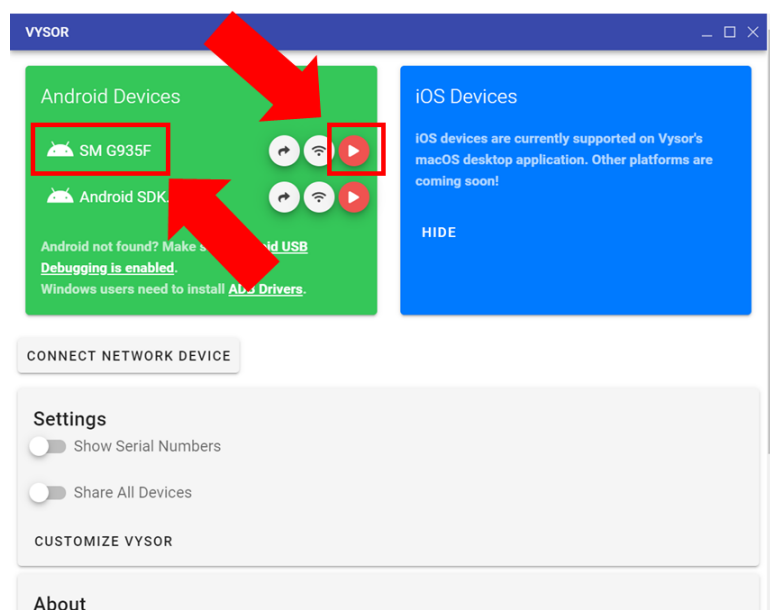 VYSOR
Android Devices
SM G935F
Android SDK
Android not found? Make USB
Debugging is enabled.
Windows users need to install Drivers.
iOS Devices
iOS devices are currently supported on Vysor's
macOS desktop application. Other platforms are
coming soon!
HIDE
CONNECT NETWORK DEVICE
Settings
Show Serial Numbers
Share All Devices
CUSTOMIZE VYSOR
About